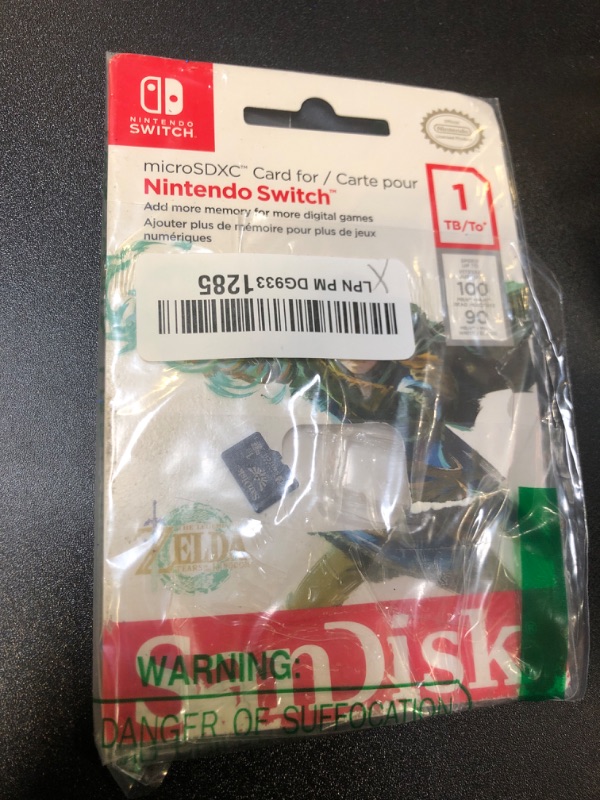 NINTENDO
SWITCH
Official
Nintendo
microSDXC™ Card for / Carte pour
Nintendo Switch™
Add more memory for more digital games
Ajouter plus de mémoire pour plus de jeux
numériques
1
TB/To*
100
90
LPN PM DG933 1285
X
ZELDA
SanDisk
WARNING:
DANGER OF SUFFOCATION